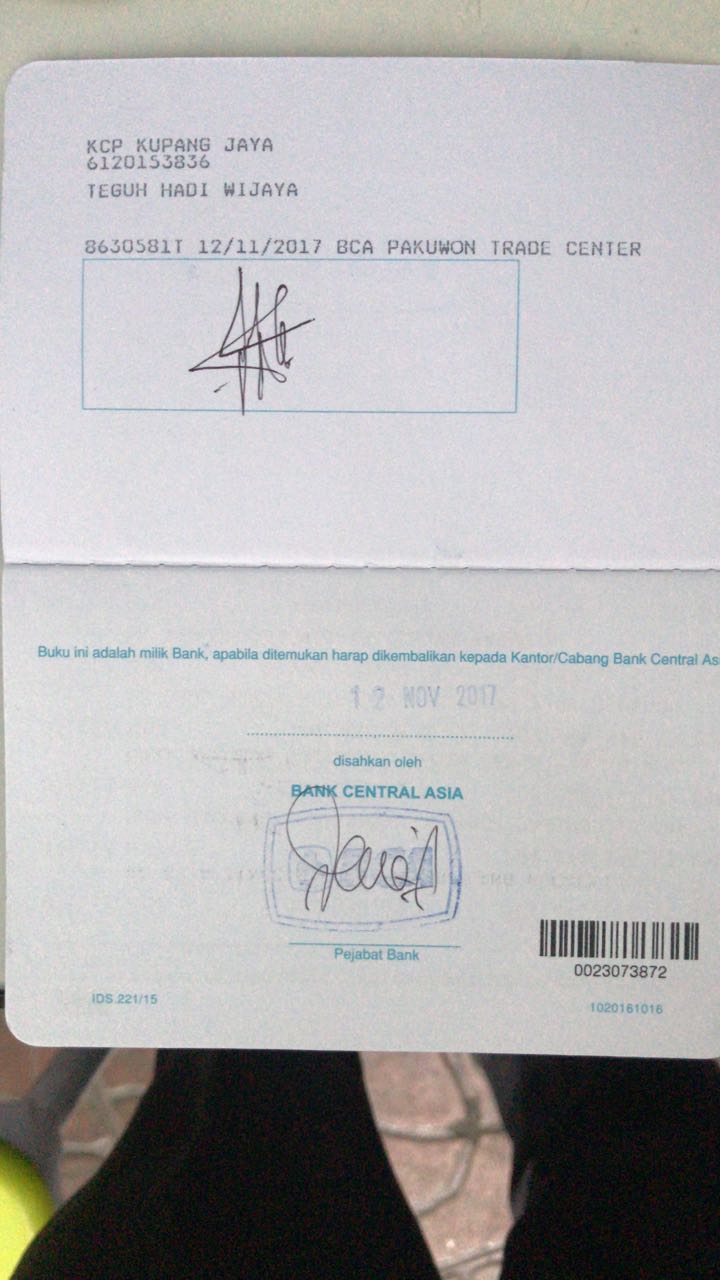 KCP KUPANG JAYA
6120153836
TEGUH HADI WIJAYA
8630581T 12/11/2017 BCA PAKUWON TRADE CENTER
Buku ini adalah milik Bank, apabila ditemukan harap dikembalikan kepada Kantor/Cabang Bank Central As
12 NOV 2017
disahkan oleh
BANK CENTRAL ASIA
Pejabat Bank
0023073872
IDS.221/15
1020161016